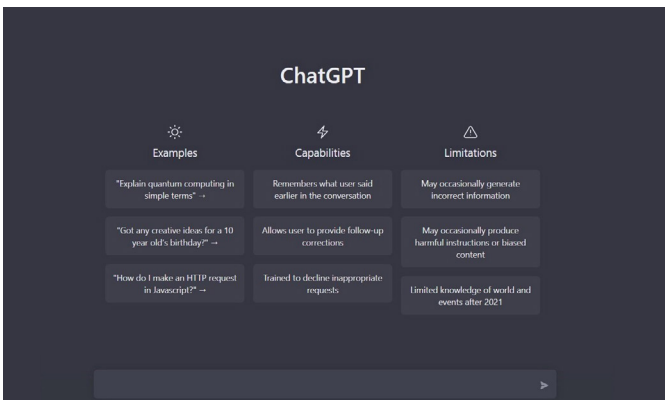 ChatGPT
Examples
"Explain quantum computing in
simple terms" →
"Got any creative ideas for a 10
year old's birthday?" →
"How do I make an HTTP request
in Javascript?" →
Capabilities
Remembers what user said
earlier in the conversation
Allows user to provide follow-up
corrections
Trained to decline inappropriate
requests
Limitations
May occasionally generate
incorrect information
May occasionally produce
harmful instructions or biased
content
Limited knowledge of world and
events after 2021